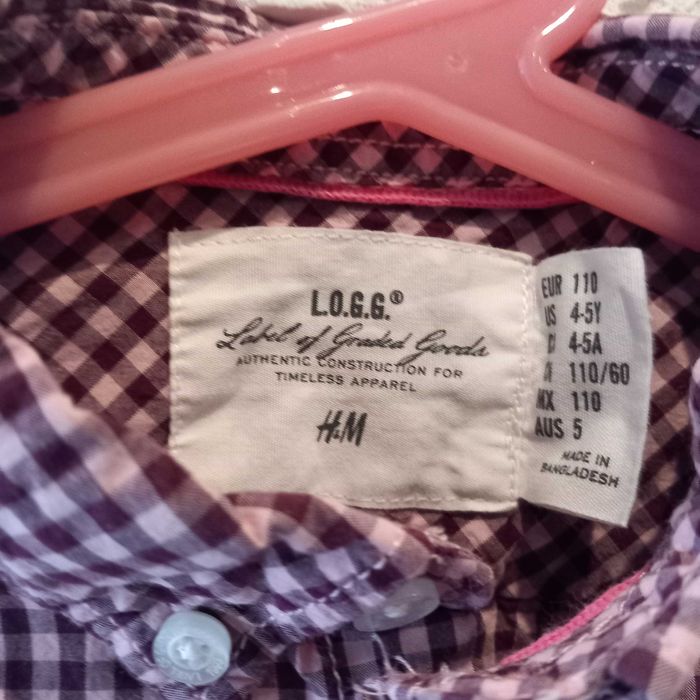 L.O.G.G.®
Label of Graded Goods
AUTHENTIC CONSTRUCTION FOR
TIMELESS APPAREL
H&M
EUR 110
US 4-5Y
4-5A
110/60
MX 110
AUS 5
MADE IN
BANGLADESH